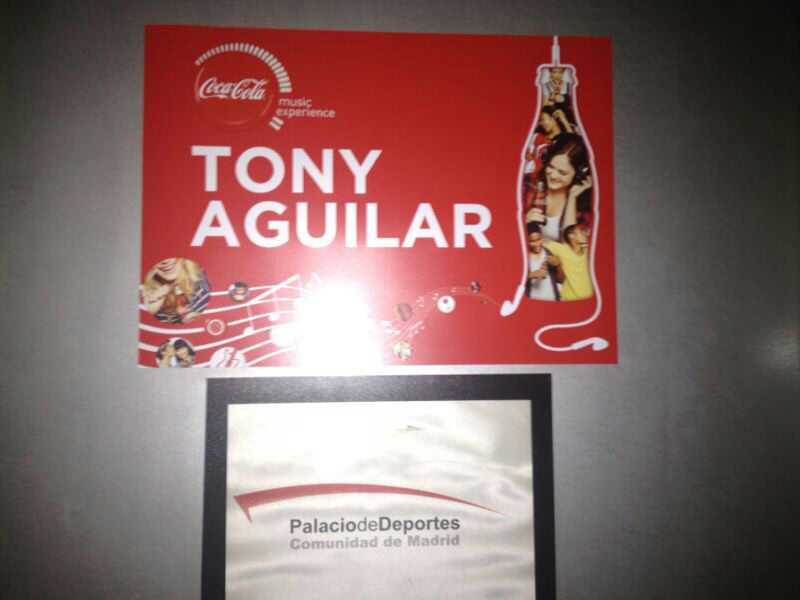 Coca-Cola
music
experience
TONY
AGUILAR
PalaciodeDeportes
Comunidad de Madrid